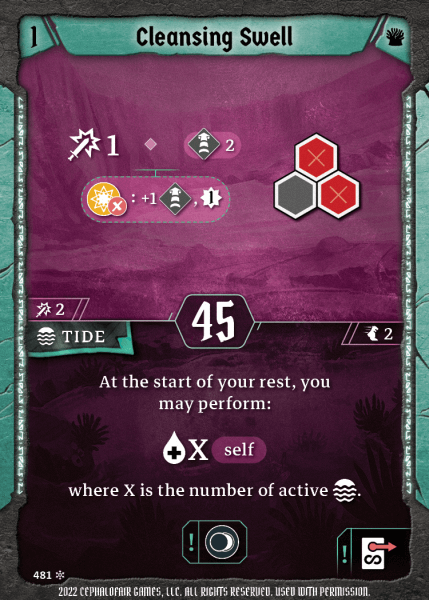 1
Cleansing Swell
1 2
: +1 , 1
2
45
TIDE
2
At the start of your rest, you
may perform:
X self
where X is the number of active .
! !
481
2022 CEPHALOFAIR GAMES, LLC. ALL RIGHTS RESERVED. USED WITH PERMISSION.